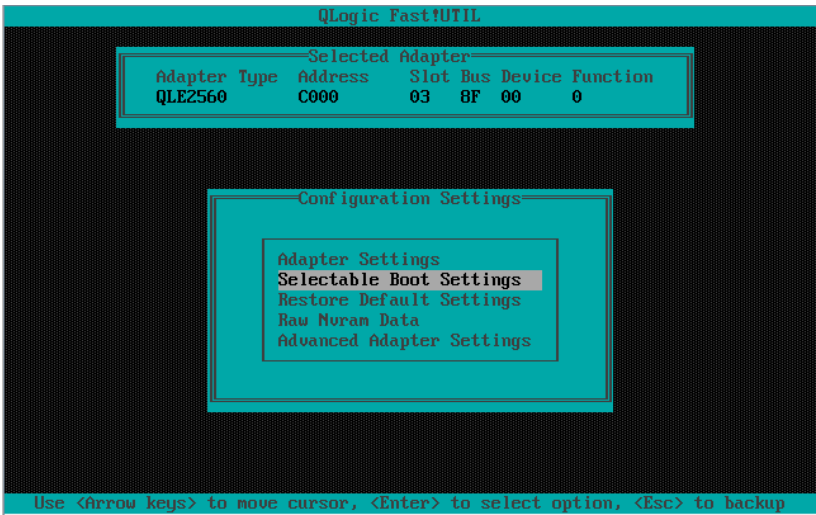 QLogic Fast!UTIL
Selected Adapter
Adapter Type Address Slot Bus Device Function
QLE2560 C000 03 8F 00 0
Configuration Settings
Adapter Settings
Selectable Boot Settings
Restore Default Settings
Raw Nvram Data
Advanced Adapter Settings
Use <Arrow keys> to move cursor, <Enter> to select option, <Esc> to backup